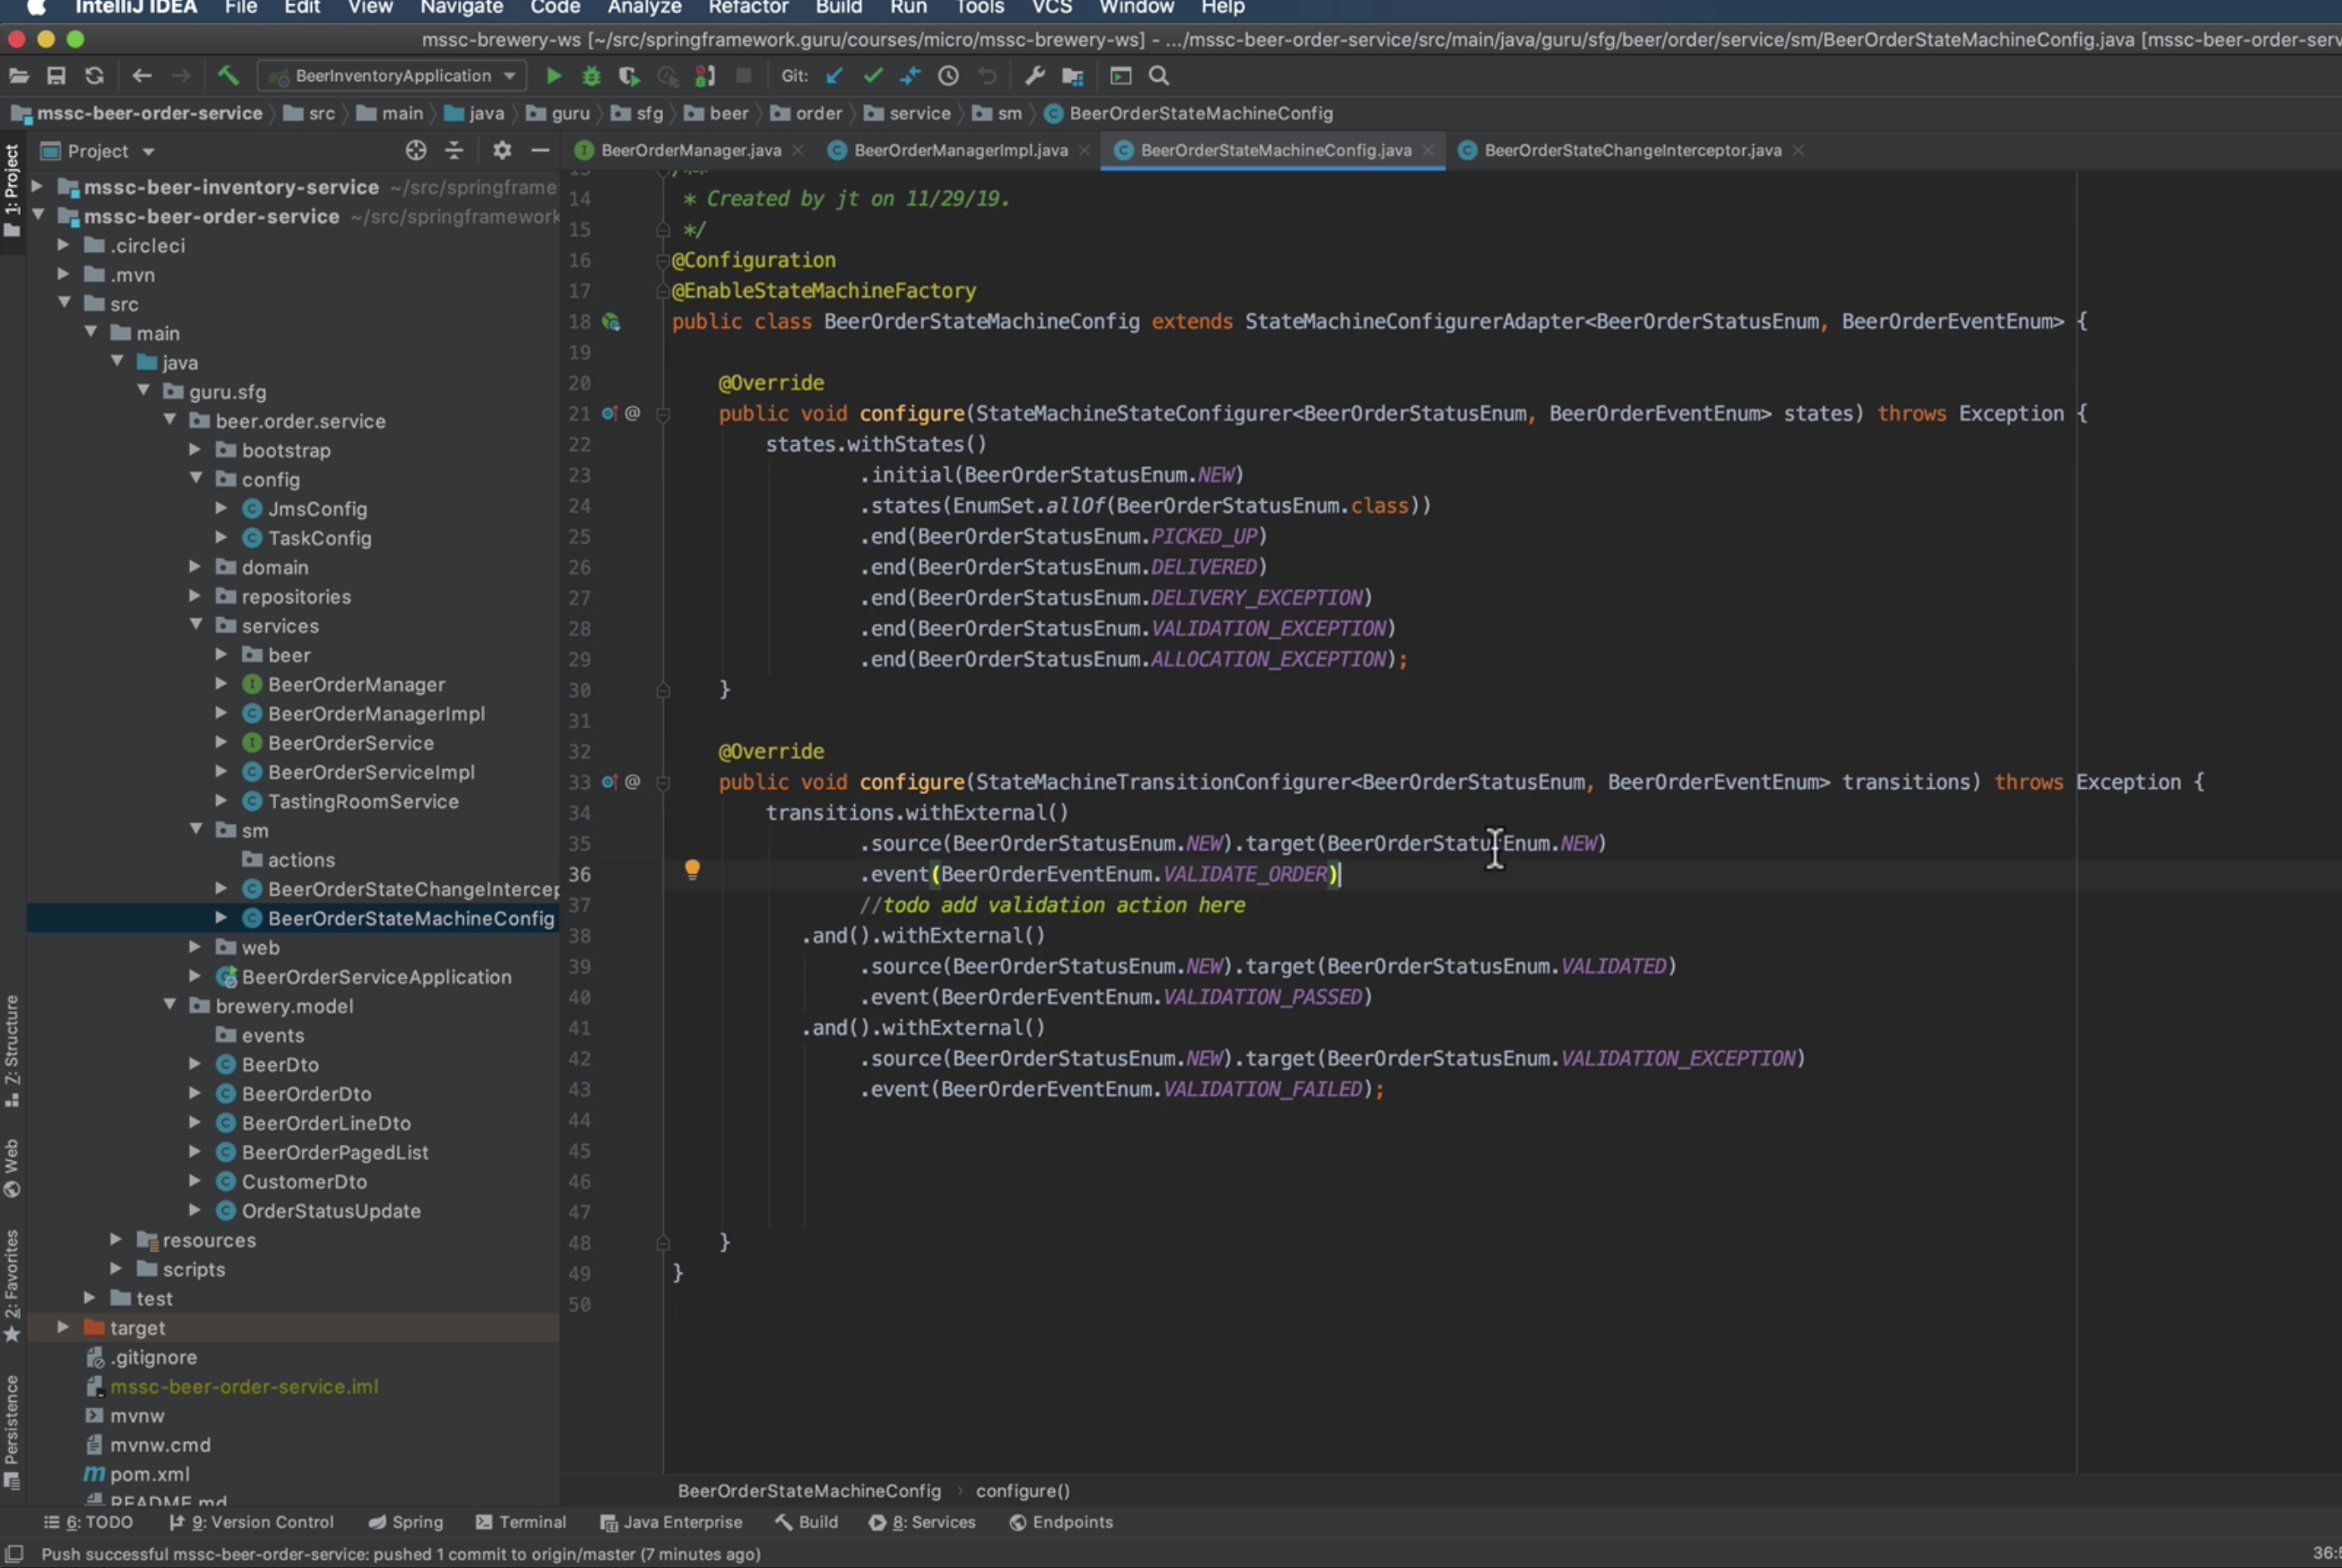 IntelliJ IDEA File Edit View Navigate Code Analyze Refactor Build Run Tools VCS Window Help
mssc-brewery-ws [~/src/springframework.guru/courses/micro/mssc-brewery-ws] - .../mssc-beer-order-service/src/main/java/guru/sfg/beer/order/service/sm/BeerOrderStateMachineConfig.java [mssc-beer-order-serv
BeerInventoryApplication Git:
mssc-beer-order-service src main java guru sfg beer order service sm BeerOrderStateMachineConfig
Project
BeerOrderManager.java BeerOrderManagerImpl.java BeerOrderStateMachineConfig.java BeerOrderStateChangeInterceptor.java
1: Project
Z: Structure
Web
2: Favorites
Persistence
mssc-beer-inventory-service ~/src/springframe
mssc-beer-order-service ~/src/springframework
.circleci
.mvn
src
main
java
guru.sfg
beer.order.service
bootstrap
config
JmsConfig
TaskConfig
domain
repositories
services
beer
BeerOrderManager
BeerOrderManagerImpl
BeerOrderService
BeerOrderServiceImpl
TastingRoomService
sm
actions
BeerOrderStateChangeIntercep
BeerOrderStateMachineConfig
web
BeerOrderServiceApplication
brewery.model
events
BeerDto
BeerOrderDto
BeerOrderLineDto
BeerOrderPagedList
CustomerDto
OrderStatusUpdate
resources
scripts
test
target
.gitignore
mssc-beer-order-service.iml
mvnw
mvnw.cmd
pom.xml
README.md
13 /**
14 * Created by jt on 11/29/19.
15 */
16 @Configuration
17 @EnableStateMachineFactory
18 public class BeerOrderStateMachineConfig extends StateMachineConfigurerAdapter<BeerOrderStatusEnum, BeerOrderEventEnum> {
19
20 @Override
21 @ public void configure(StateMachineStateConfigurer<BeerOrderStatusEnum, BeerOrderEventEnum> states) throws Exception {
22 states.withStates()
23 .initial(BeerOrderStatusEnum.NEW)
24 .states(EnumSet.allOf(BeerOrderStatusEnum.class))
25 .end(BeerOrderStatusEnum.PICKED_UP)
26 .end(BeerOrderStatusEnum.DELIVERED)
27 .end(BeerOrderStatusEnum.DELIVERY_EXCEPTION)
28 .end(BeerOrderStatusEnum.VALIDATION_EXCEPTION)
29 .end(BeerOrderStatusEnum.ALLOCATION_EXCEPTION);
30 }
31
32 @Override
33 @ public void configure(StateMachineTransitionConfigurer<BeerOrderStatusEnum, BeerOrderEventEnum> transitions) throws Exception {
34 transitions.withExternal()
35 .source(BeerOrderStatusEnum.NEW).target(BeerOrderStatusEnum.NEW)
36 .event(BeerOrderEventEnum.VALIDATE_ORDER)
37 //todo add validation action here
38 .and().withExternal()
39 .source(BeerOrderStatusEnum.NEW).target(BeerOrderStatusEnum.VALIDATED)
40 .event(BeerOrderEventEnum.VALIDATION_PASSED)
41 .and().withExternal()
42 .source(BeerOrderStatusEnum.NEW).target(BeerOrderStatusEnum.VALIDATION_EXCEPTION)
43 .event(BeerOrderEventEnum.VALIDATION_FAILED);
44
45
46
47
48 }
49 }
50
BeerOrderStateMachineConfig › configure()
6: TODO 9: Version Control Spring Terminal Java Enterprise Build 8: Services Endpoints
Push successful mssc-beer-order-service: pushed 1 commit to origin/master (7 minutes ago)